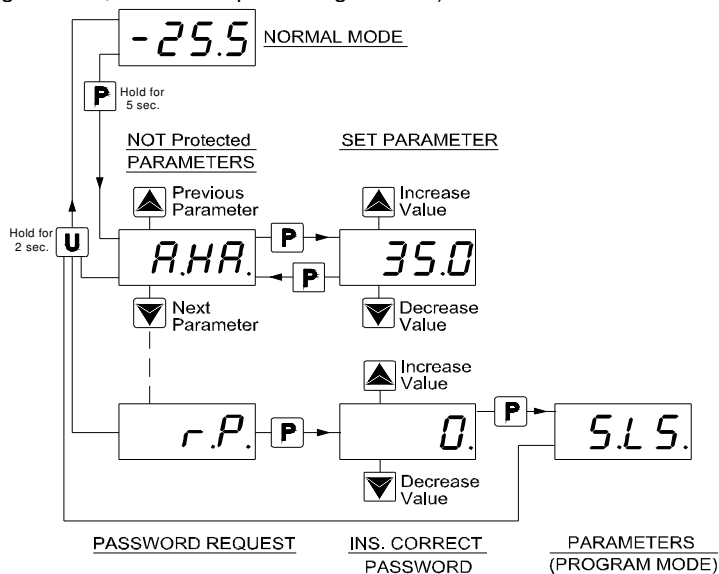 -25.5 NORMAL MODE
P Hold for
5 sec.
NOT Protected
PARAMETERS
SET PARAMETER
Previous
Parameter
Increase
Value
Hold for
2 sec.
U
A.HA.
P
P
35.0
Next
Parameter
Decrease
Value
Increase
Value
r.P.
P
0.
P
S.L.S.
Decrease
Value
PASSWORD REQUEST
INS. CORRECT
PASSWORD
PARAMETERS
(PROGRAM MODE)